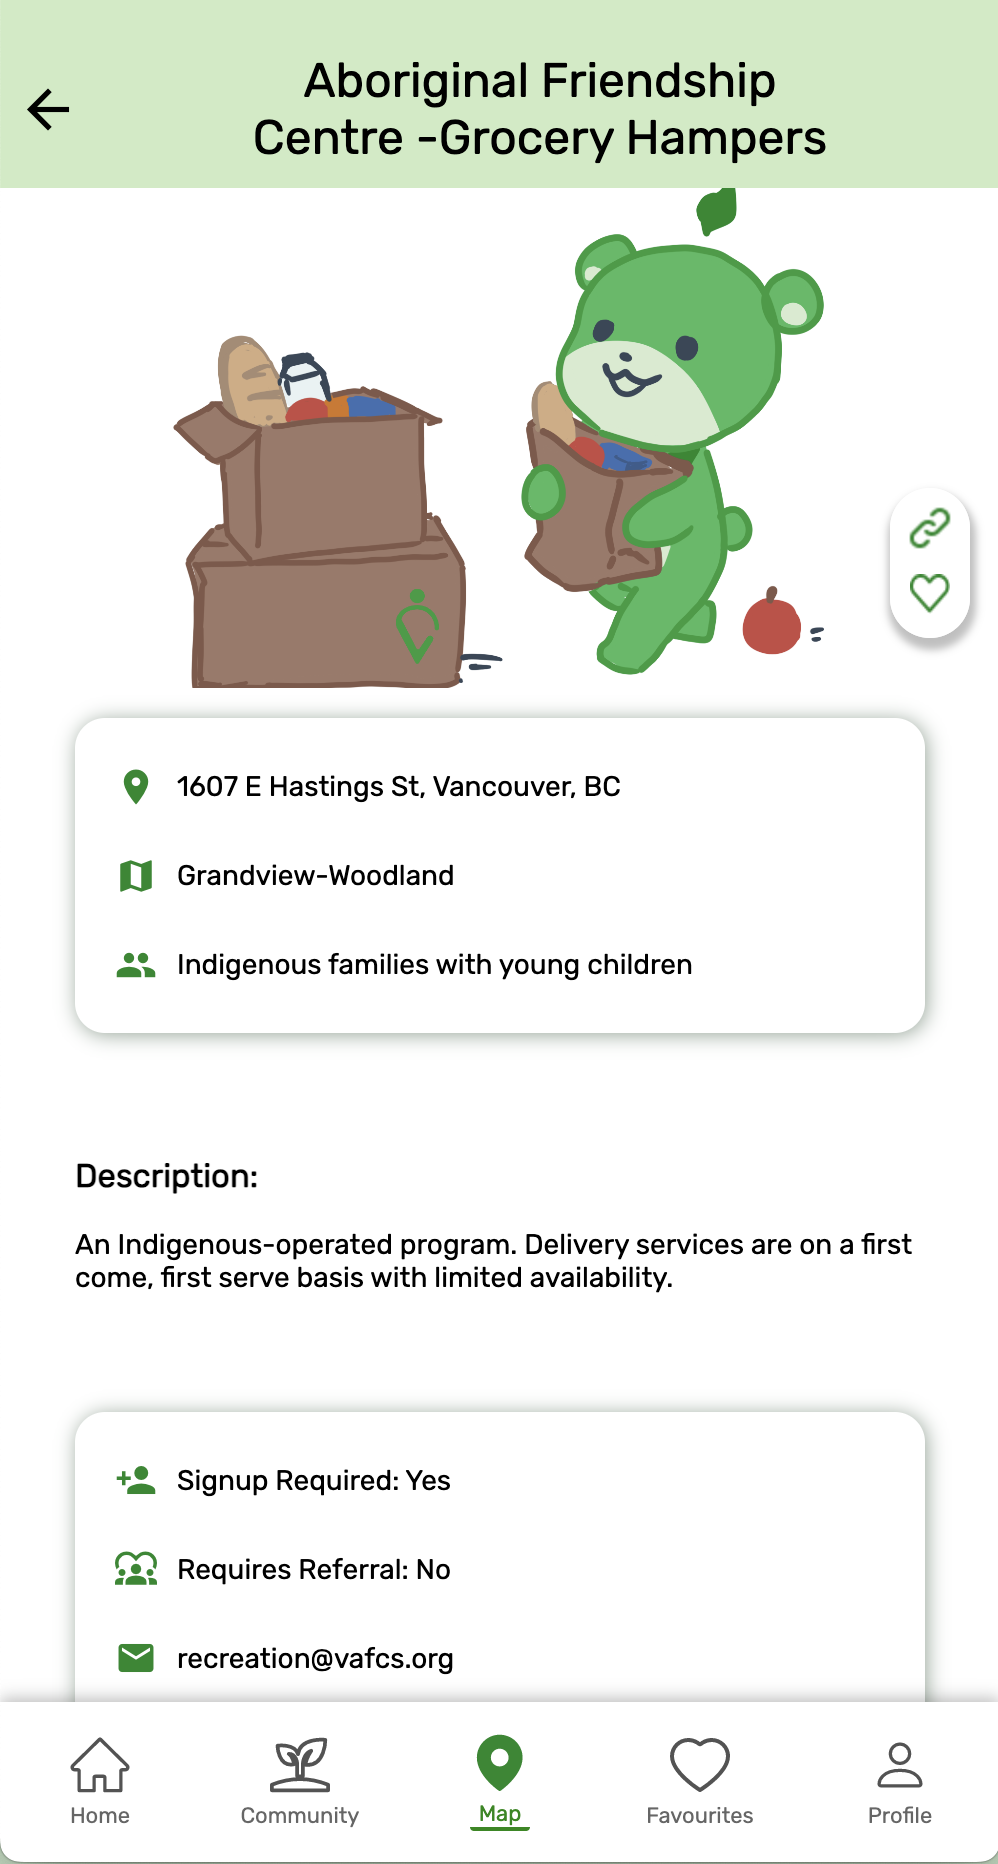 Aboriginal Friendship
Centre -Grocery Hampers
1607 E Hastings St, Vancouver, BC
Grandview-Woodland
Indigenous families with young children
Description:
An Indigenous-operated program. Delivery services are on a first
come, first serve basis with limited availability.
Signup Required: Yes
Requires Referral: No
recreation@vafcs.org
Home
Community
Map
Favourites
Profile